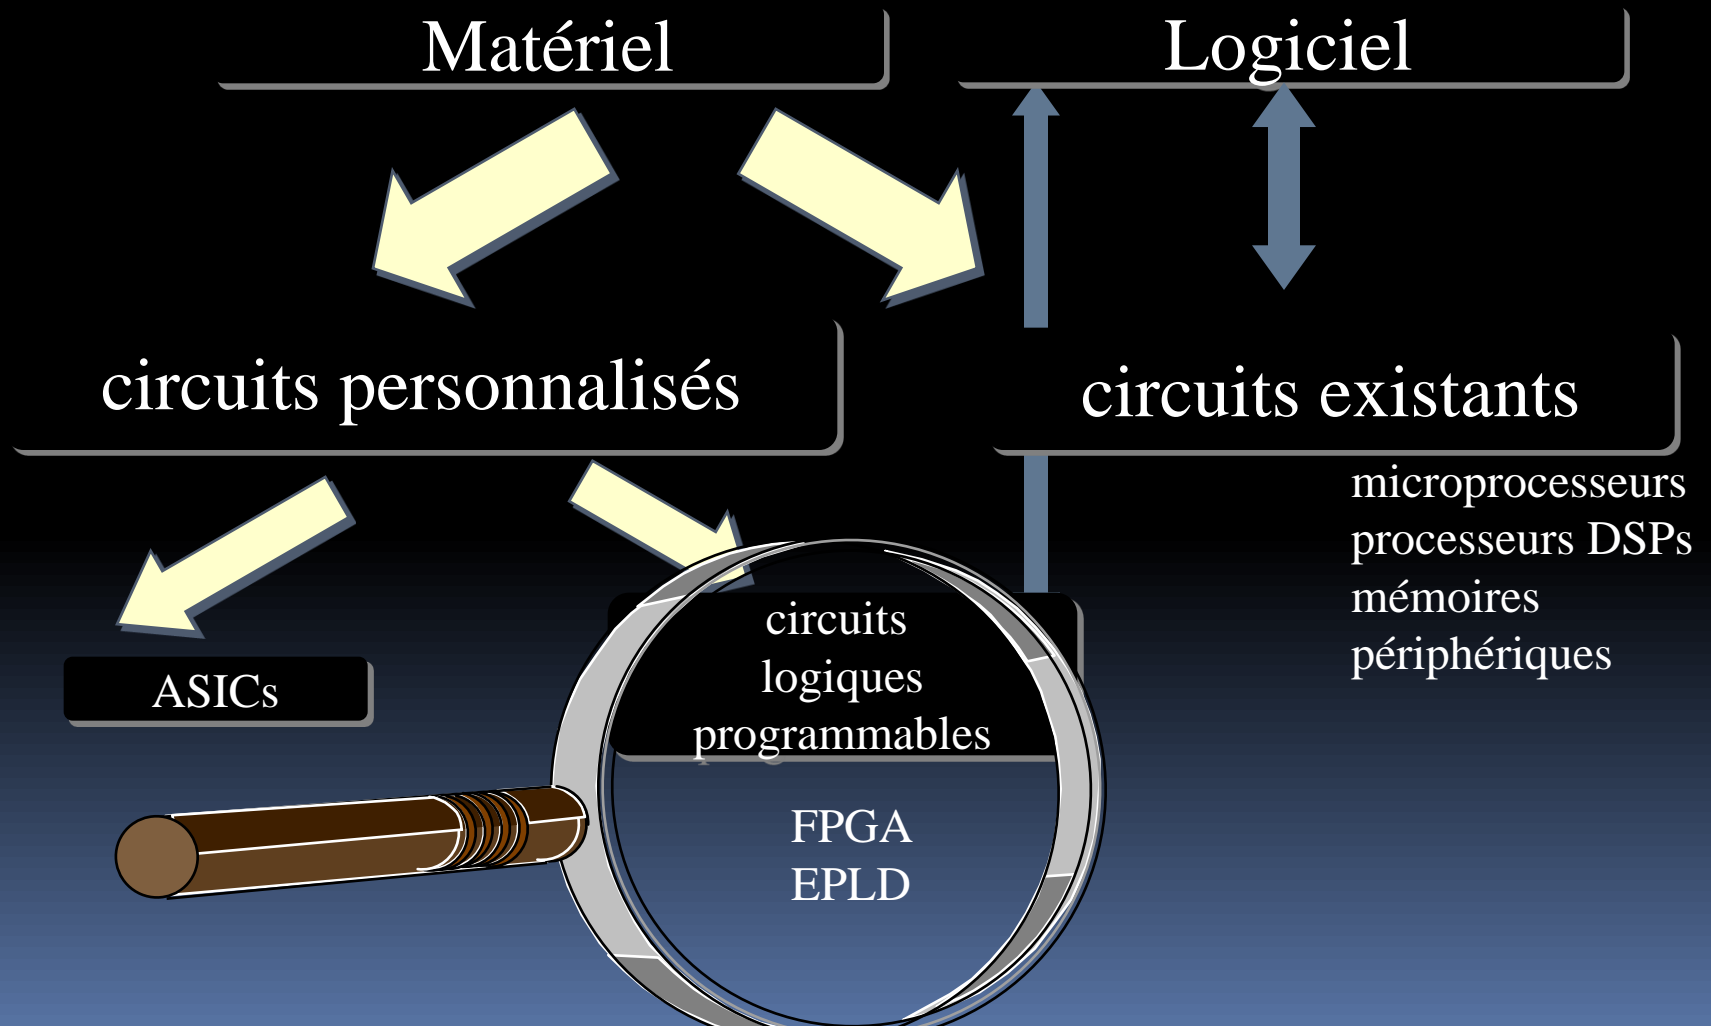 Matériel
Logiciel
circuits personnalisés
circuits existants
microprocesseurs
processeurs DSPs
mémoires
périphériques
ASICs
circuits
logiques
programmables
FPGA
EPLD